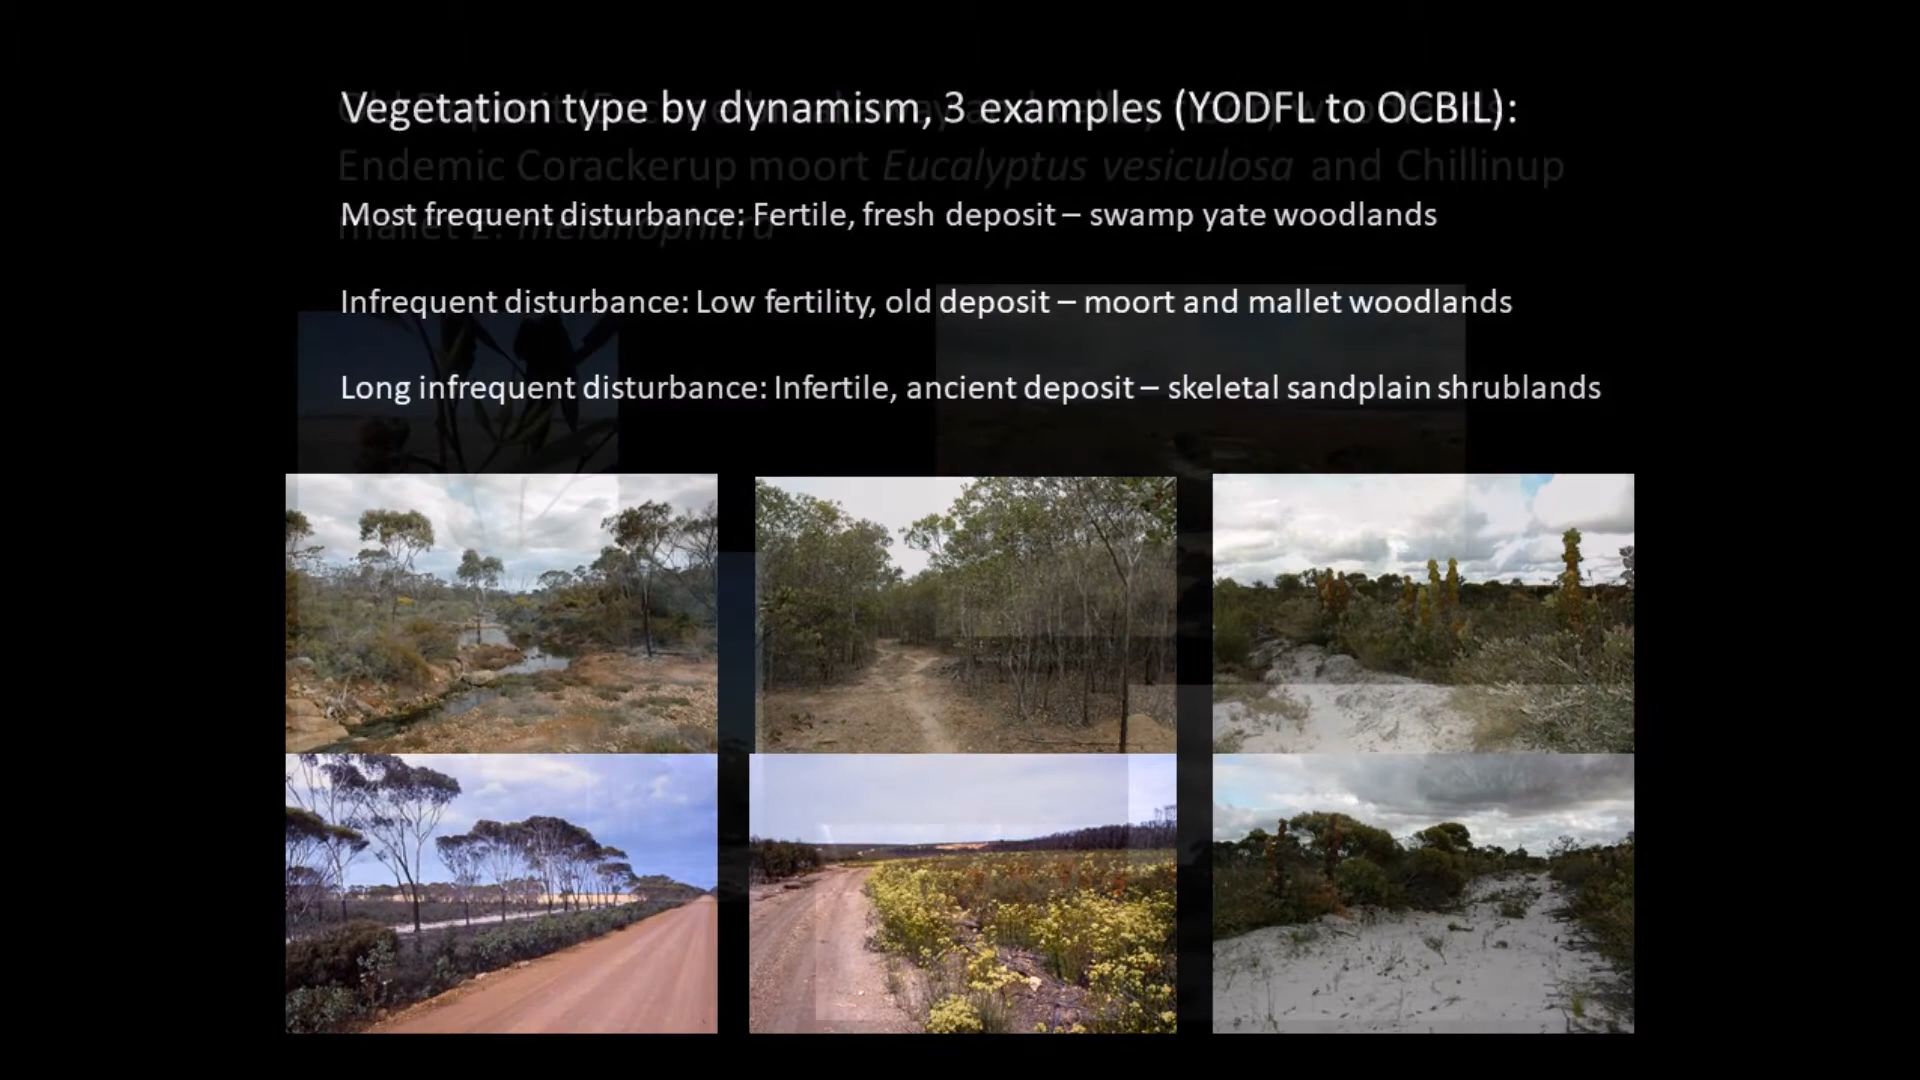 Vegetation type by dynamism, 3 examples (YODFL to OCBIL):
Endemic Corackerup moort Eucalyptus vesiculosa and Chillinup
Most frequent disturbance: Fertile, fresh deposit – swamp yate woodlands
mallet E. melanophitra
Infrequent disturbance: Low fertility, old deposit – moort and mallet woodlands
Long infrequent disturbance: Infertile, ancient deposit – skeletal sandplain shrublands